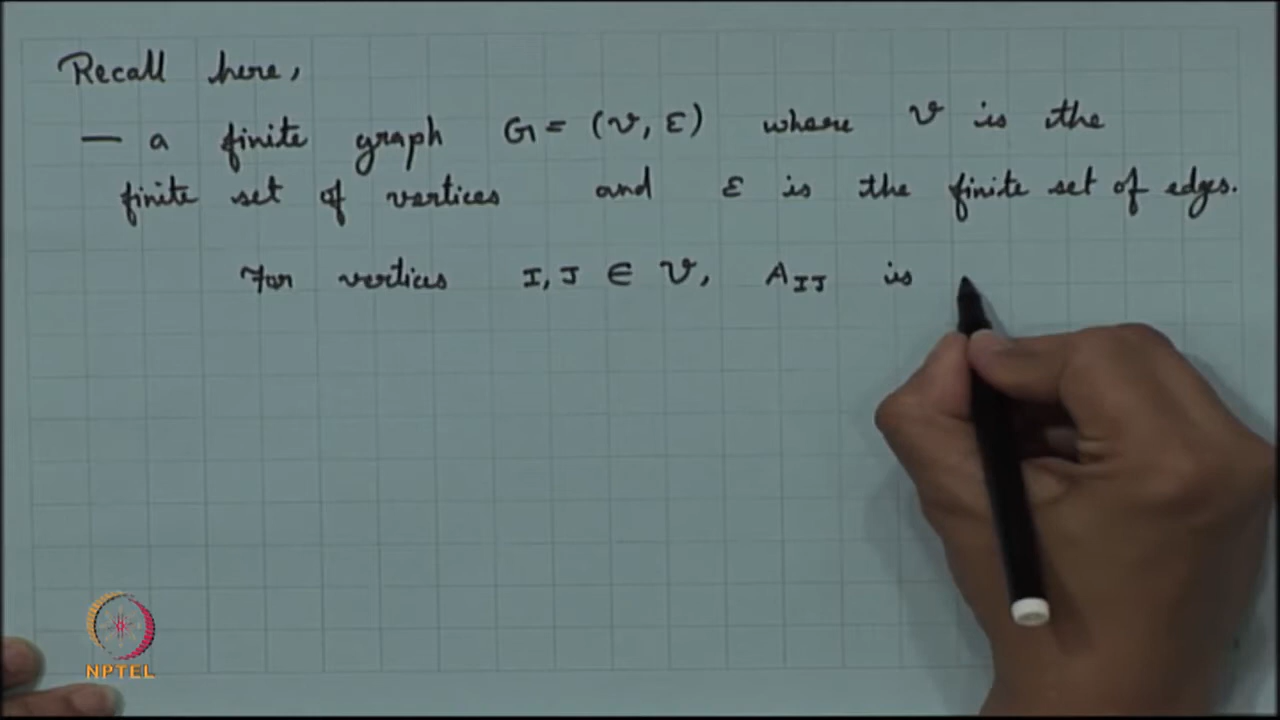 Recall here,
— a finite graph G = (V, E) where V is the
finite set of vertices and E is the finite set of edges.
For vertices I, J ∈ V, A_IJ is
NPTEL